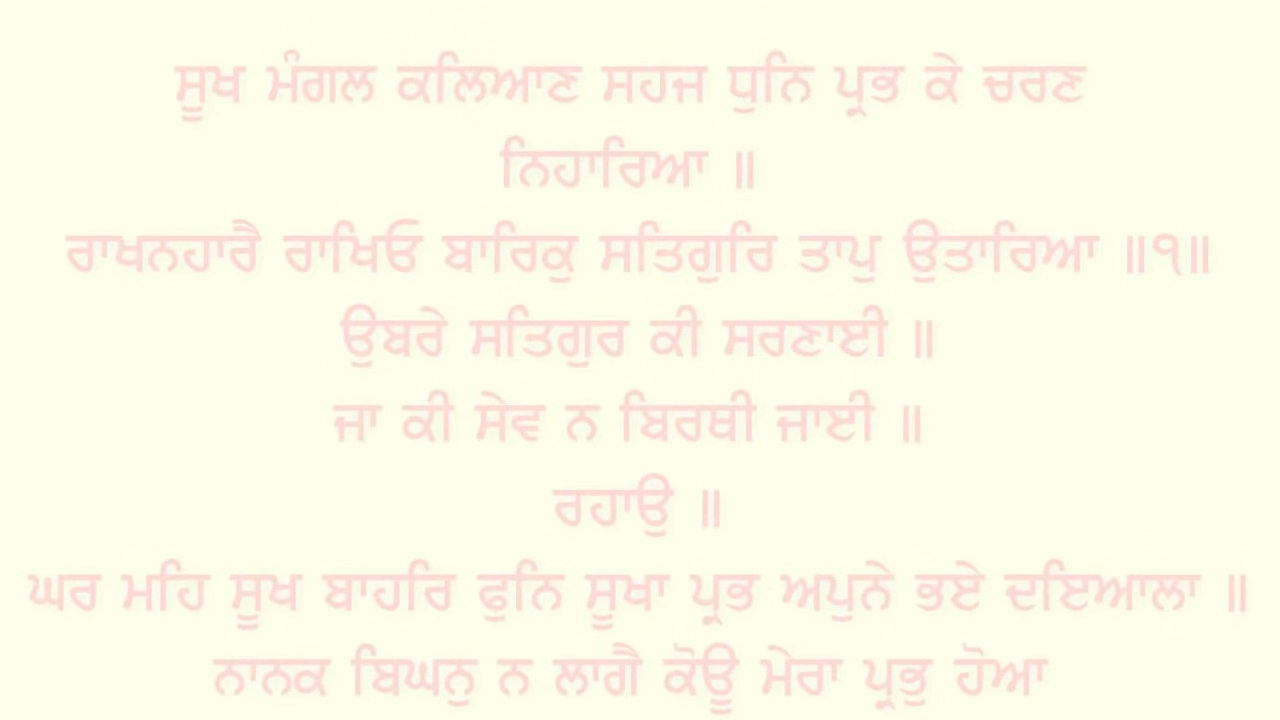 ਸੂਖ ਮੰਗਲ ਕਲਿਆਣ ਸਹਜ ਧੁਨਿ ਪ੍ਰਭ ਕੇ ਚਰਣ
ਨਿਹਾਰਿਆ ॥
ਰਾਖਨਹਾਰੈ ਰਾਖਿਓ ਬਾਰਿਕੁ ਸਤਿਗੁਰਿ ਤਾਪੁ ਉਤਾਰਿਆ ॥੧॥
ਉਬਰੇ ਸਤਿਗੁਰ ਕੀ ਸਰਣਾਈ ॥
ਜਾ ਕੀ ਸੇਵ ਨ ਬਿਰਥੀ ਜਾਈ ॥
ਰਹਾਉ ॥
ਘਰ ਮਹਿ ਸੂਖ ਬਾਹਰਿ ਫੁਨਿ ਸੂਖਾ ਪ੍ਰਭ ਅਪੁਨੇ ਭਏ ਦਇਆਲਾ ॥
ਨਾਨਕ ਬਿਘਨੁ ਨ ਲਾਗੈ ਕੋਊ ਮੇਰਾ ਪ੍ਰਭੁ ਹੋਆ